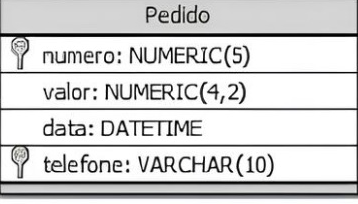 Pedido
numero: NUMERIC(5)
valor: NUMERIC(4,2)
data: DATETIME
telefone: VARCHAR(10)